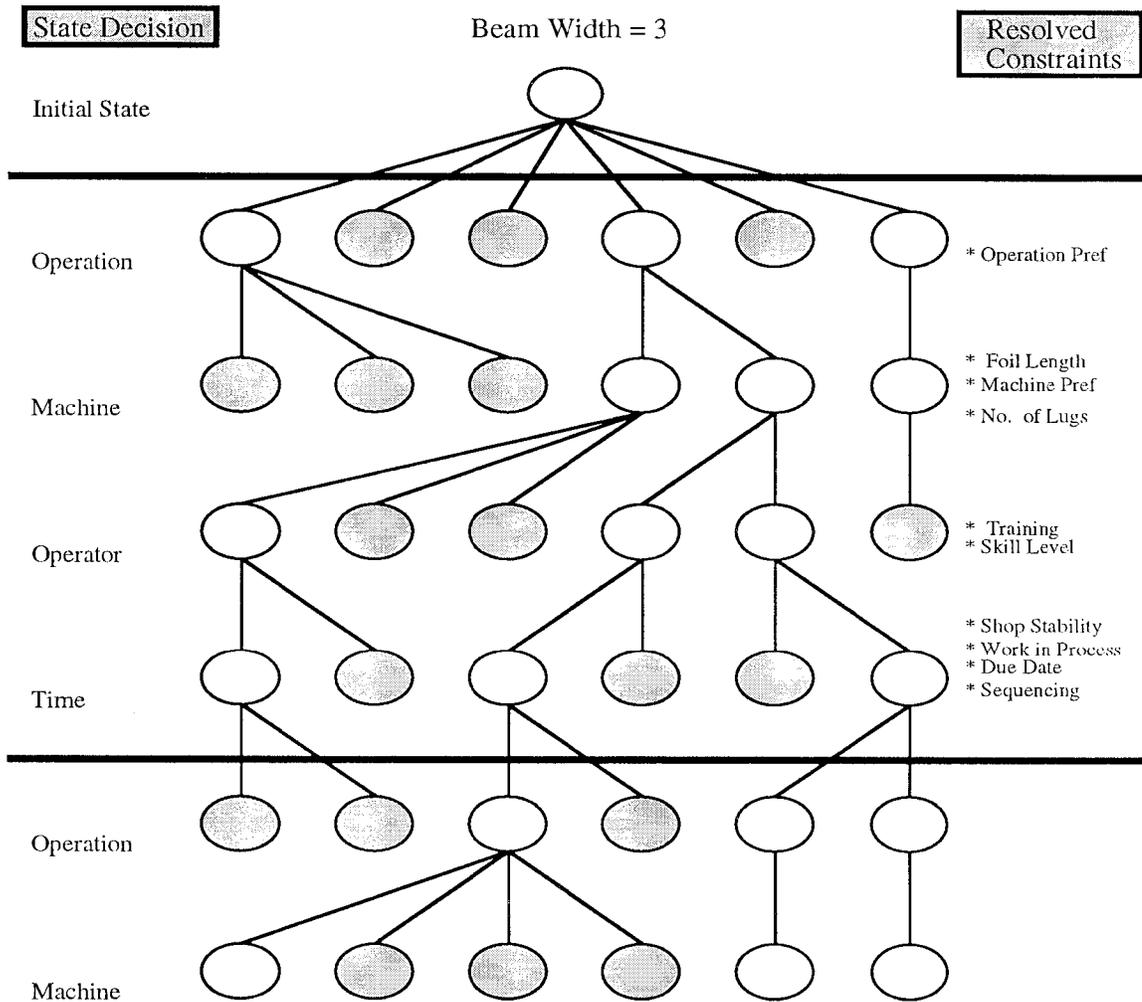 State Decision
Beam Width = 3
Resolved
Constraints
Initial State
Operation
* Operation Pref
Machine
* Foil Length
* Machine Pref
* No. of Lugs
Operator
* Training
* Skill Level
Time
* Shop Stability
* Work in Process
* Due Date
* Sequencing
Operation
Machine